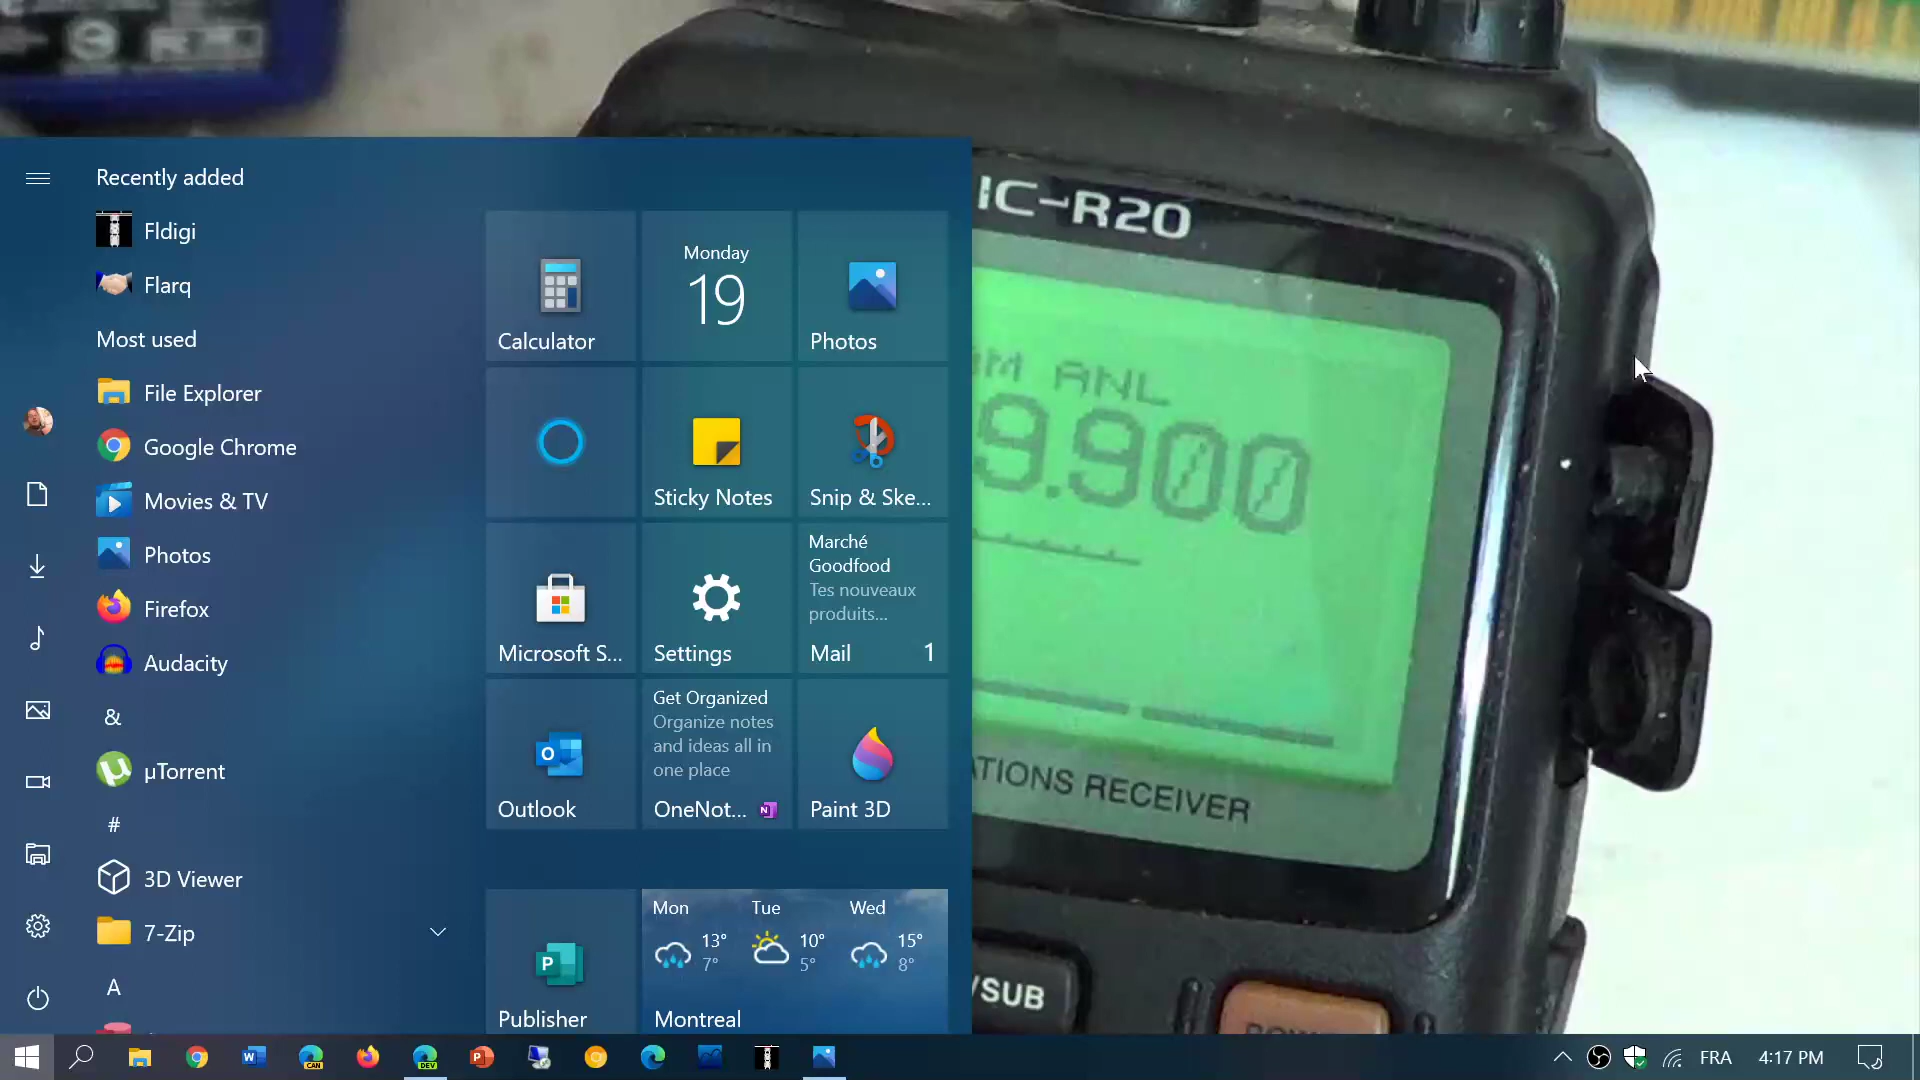 Recently added
Fldigi
Flarq
Most used
File Explorer
Google Chrome
Movies & TV
Photos
Firefox
Audacity
&
µTorrent
#
3D Viewer
7-Zip
A
Calculator
Monday
19
Photos
Sticky Notes
Snip & Ske...
Microsoft S...
Settings
Marché
Goodfood
Tes nouveaux
produits...
Mail 1
Outlook
Get Organized
Organize notes
and ideas all in
one place
OneNot...
Paint 3D
Publisher
Mon Tue Wed
13° 10° 15°
7° 5° 8°
Montreal
IC-R20
ANL
9.900
ATIONS RECEIVER
/SUB
CAN
DEV
FRA
4:17 PM